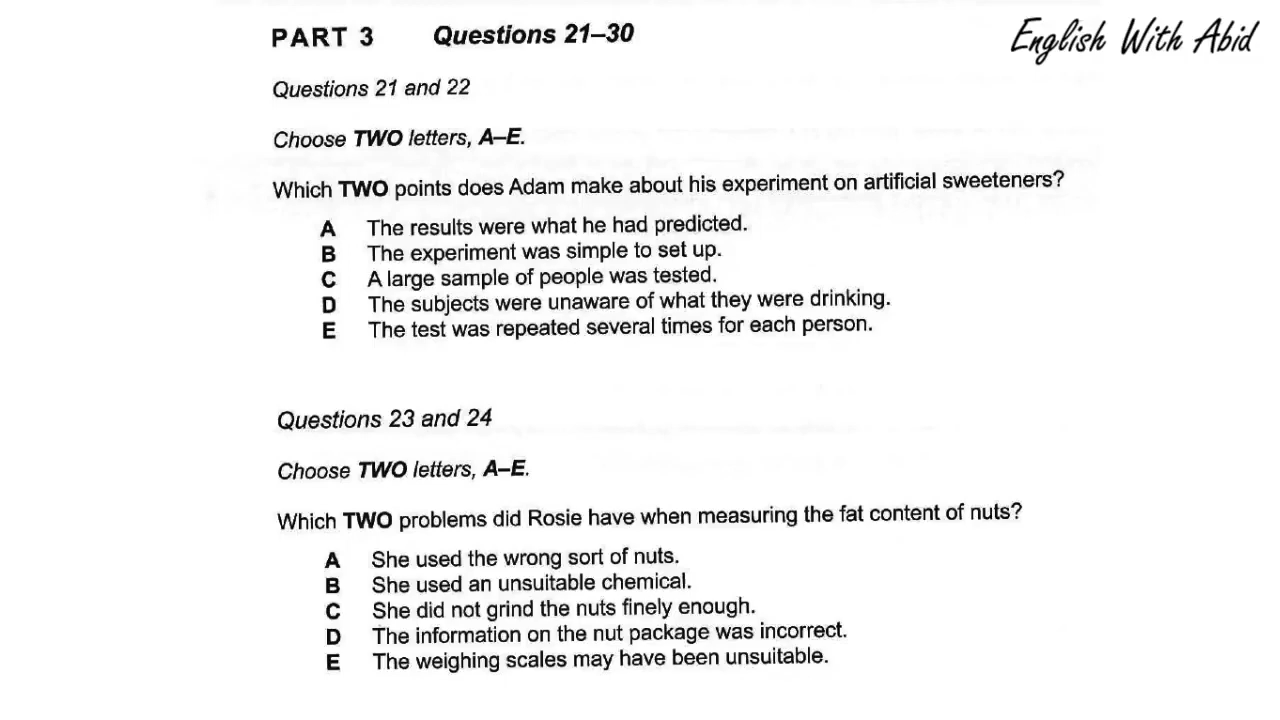 PART 3 Questions 21–30
English With Abid
Questions 21 and 22
Choose TWO letters, A–E.
Which TWO points does Adam make about his experiment on artificial sweeteners?
A The results were what he had predicted.
B The experiment was simple to set up.
C A large sample of people was tested.
D The subjects were unaware of what they were drinking.
E The test was repeated several times for each person.
Questions 23 and 24
Choose TWO letters, A–E.
Which TWO problems did Rosie have when measuring the fat content of nuts?
A She used the wrong sort of nuts.
B She used an unsuitable chemical.
C She did not grind the nuts finely enough.
D The information on the nut package was incorrect.
E The weighing scales may have been unsuitable.